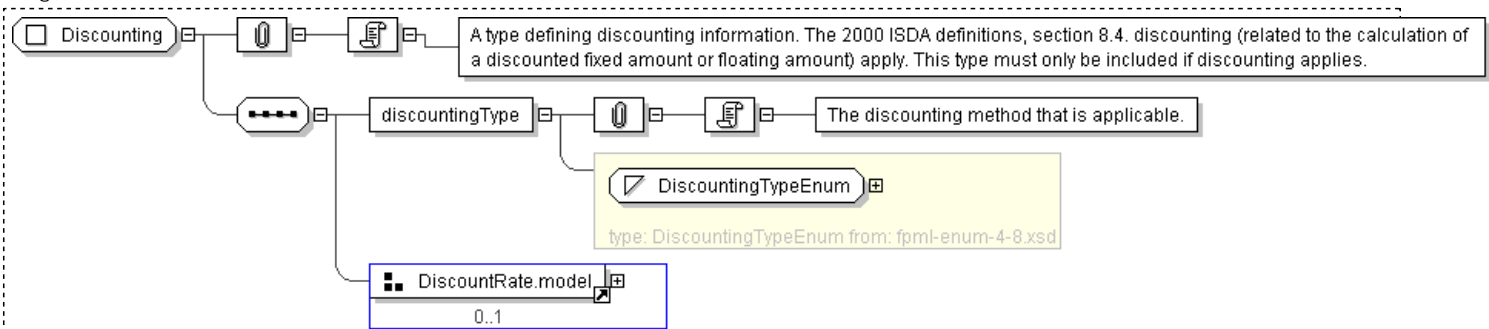 Discounting
A type defining discounting information. The 2000 ISDA definitions, section 8.4. discounting (related to the calculation of
a discounted fixed amount or floating amount) apply. This type must only be included if discounting applies.
discountingType
The discounting method that is applicable.
DiscountingTypeEnum
type: DiscountingTypeEnum from: fpml-enum-4-8.xsd
DiscountRate.model
0..1